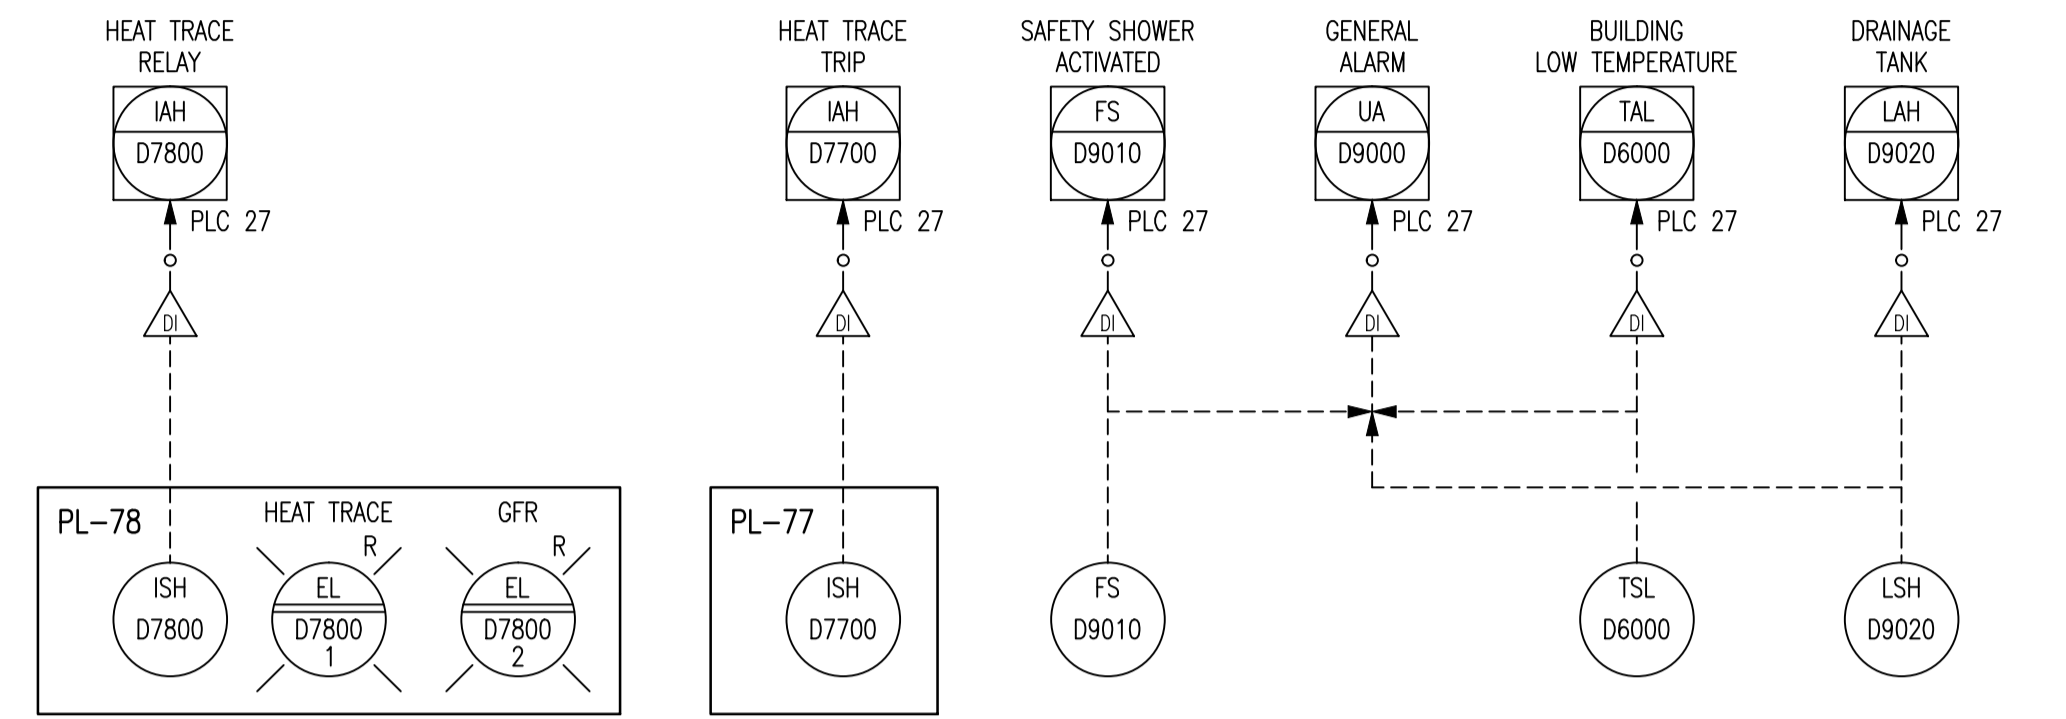 HEAT TRACE
RELAY
IAH
D7800
PLC 27
DI
HEAT TRACE
TRIP
IAH
D7700
PLC 27
DI
SAFETY SHOWER
ACTIVATED
FS
D9010
PLC 27
DI
GENERAL
ALARM
UA
D9000
PLC 27
DI
BUILDING
LOW TEMPERATURE
TAL
D6000
PLC 27
DI
DRAINAGE
TANK
LAH
D9020
PLC 27
DI
PL-78
ISH
D7800
HEAT TRACE
R
EL
D7800
1
GFR
R
EL
D7800
2
PL-77
ISH
D7700
FS
D9010
TSL
D6000
LSH
D9020